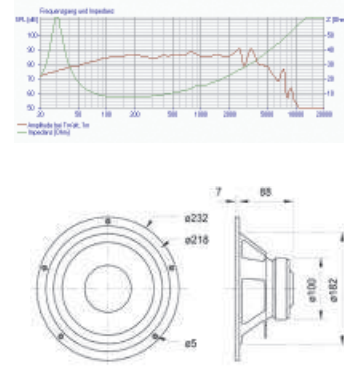 Frequenzgang und Impedanz
SPL [dB]
Z [Ohm]
100
90
80
70
60
50
50
40
30
20
10
20
50
100
200
500
1000
2000
5000
10000
20000
Amplitude bei 1Watt, 1m
Impedanz [Ohm]
7
88
ø232
ø218
ø5
ø100
ø182